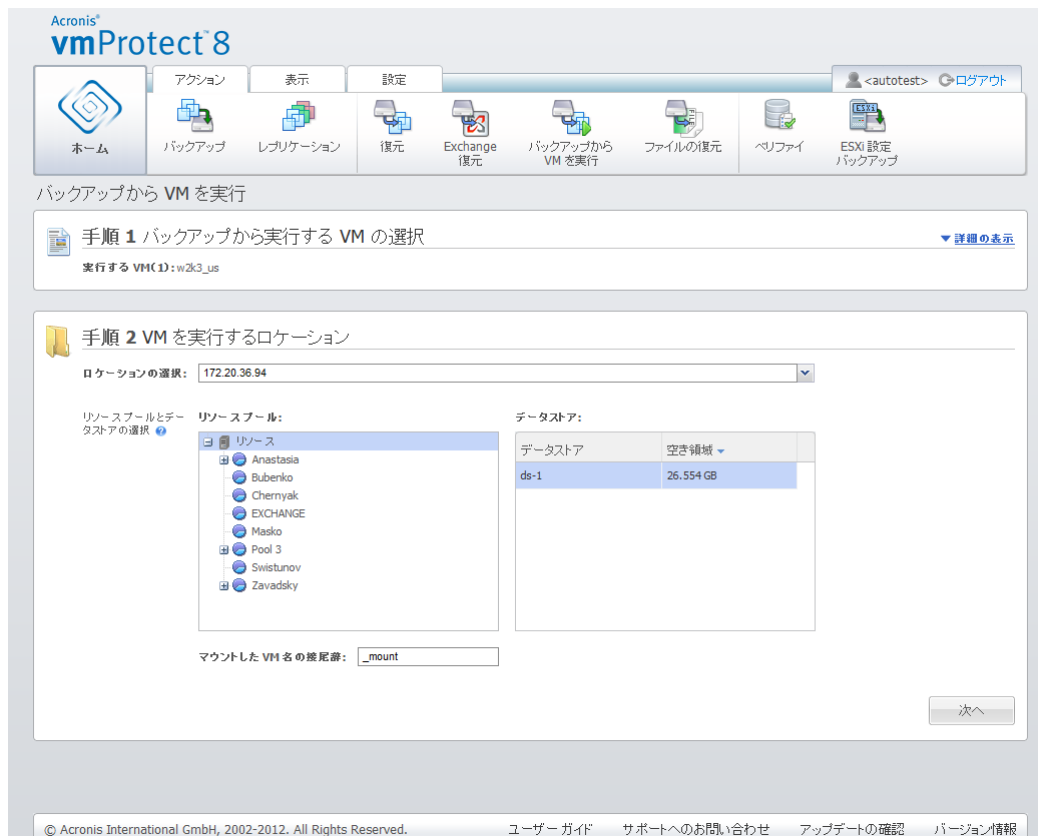 Acronis®
vmProtect™ 8
アクション
表示
設定
<autotest>
ログアウト
ホーム
バックアップ
レプリケーション
復元
Exchange
復元
バックアップから
VM を実行
ファイルの復元
ベリファイ
ESXi
ESXi 設定
バックアップ
バックアップから VM を実行
手順 1 バックアップから実行する VM の選択
詳細の表示
実行する VM(1): w2k3_us
手順 2 VM を実行するロケーション
ロケーションの選択: 172.20.36.94
リソースプールとデー
タストアの選択
リソースプール:
リソース
Anastasia
Bubenko
Chernyak
EXCHANGE
Masko
Pool 3
Swistunov
Zavadsky
データストア:
データストア 空き領域
ds-1 26.554 GB
マウントした VM 名の接尾辞: _mount
次へ
© Acronis International GmbH, 2002-2012. All Rights Reserved.
ユーザー ガイド サポートへのお問い合わせ アップデートの確認 バージョン情報